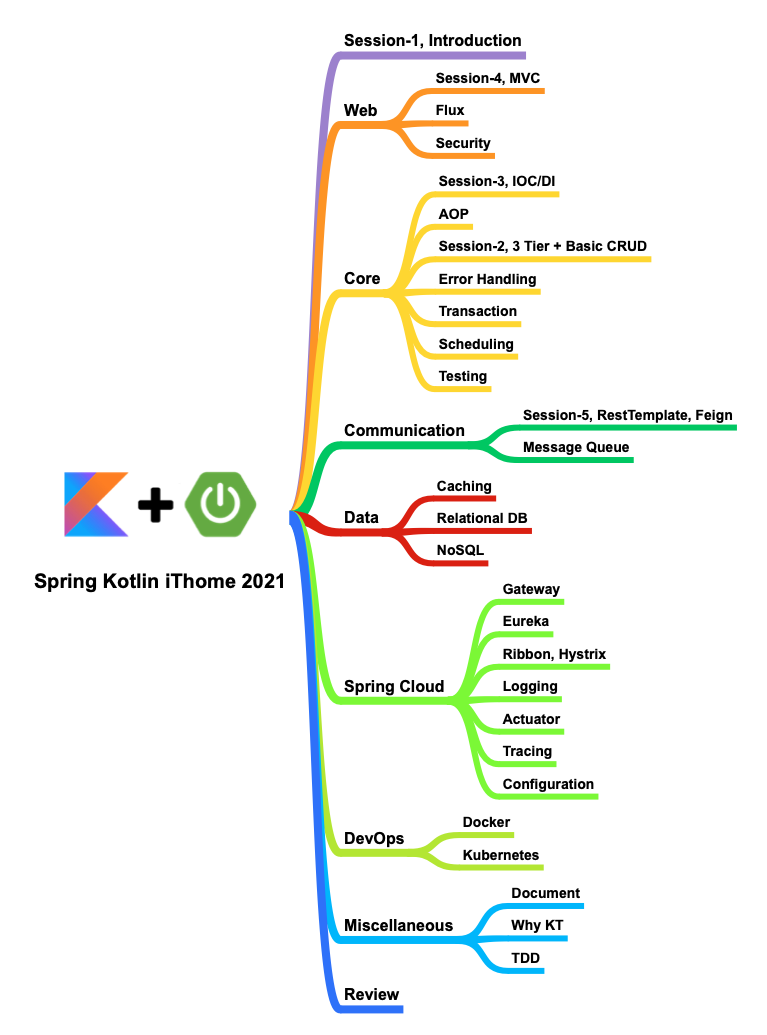 Session-1, Introduction
Web
Session-4, MVC
Flux
Security
Core
Session-3, IOC/DI
AOP
Session-2, 3 Tier + Basic CRUD
Error Handling
Transaction
Scheduling
Testing
Communication
Session-5, RestTemplate, Feign
Message Queue
Data
Caching
Relational DB
NoSQL
Spring Kotlin iThome 2021
Spring Cloud
Gateway
Eureka
Ribbon, Hystrix
Logging
Actuator
Tracing
Configuration
DevOps
Docker
Kubernetes
Miscellaneous
Document
Why KT
TDD
Review